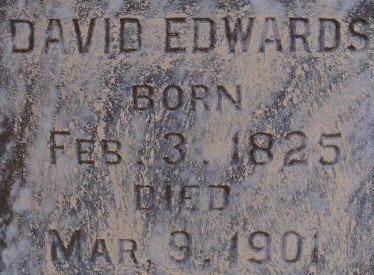 DAVID EDWARDS
BORN
FEB. 3. 1825
DIED
MAR. 9. 1901